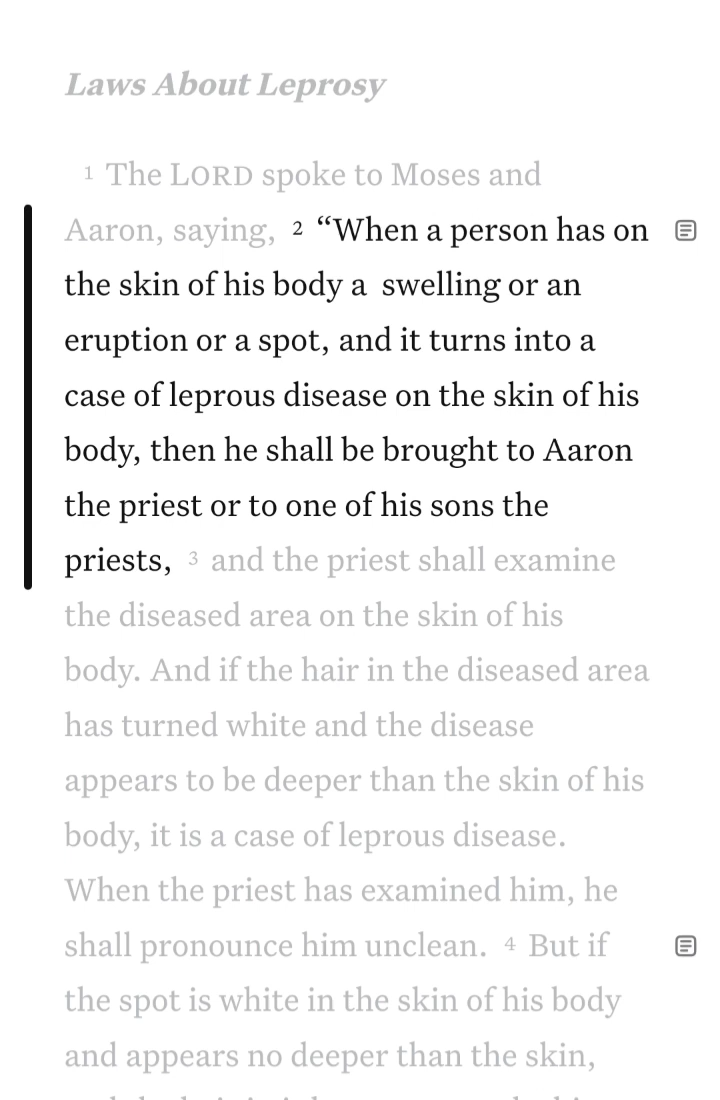 Laws About Leprosy
1 The LORD spoke to Moses and
Aaron, saying, 2 “When a person has on
the skin of his body a swelling or an
eruption or a spot, and it turns into a
case of leprous disease on the skin of his
body, then he shall be brought to Aaron
the priest or to one of his sons the
priests, 3 and the priest shall examine
the diseased area on the skin of his
body. And if the hair in the diseased area
has turned white and the disease
appears to be deeper than the skin of his
body, it is a case of leprous disease.
When the priest has examined him, he
shall pronounce him unclean. 4 But if
the spot is white in the skin of his body
and appears no deeper than the skin,